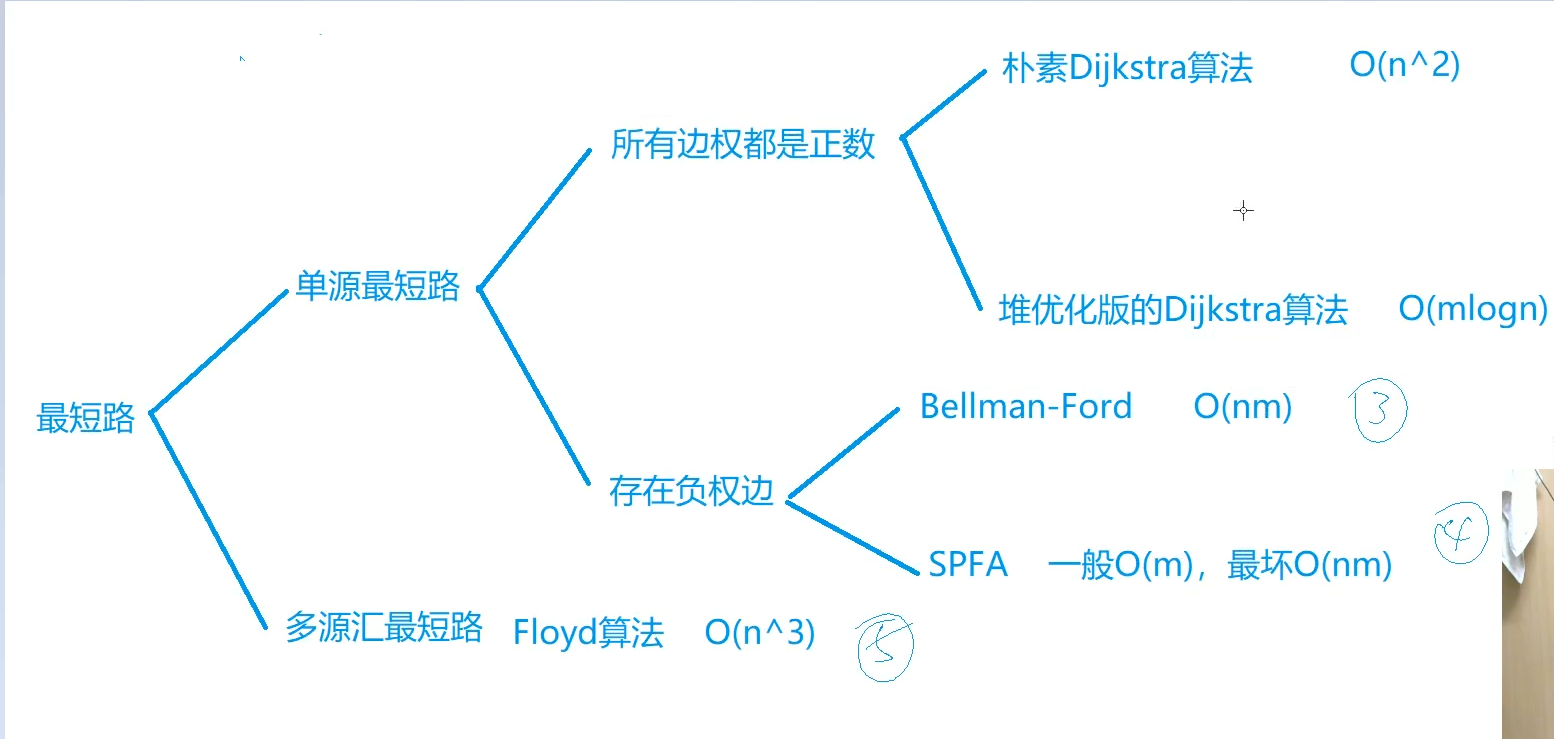 朴素Dijkstra算法 O(n^2)
所有边权都是正数
单源最短路
堆优化版的Dijkstra算法 O(mlogn)
最短路
Bellman-Ford O(nm) 3
存在负权边
SPFA 一般O(m)，最坏O(nm) 4
多源汇最短路 Floyd算法 O(n^3) 5